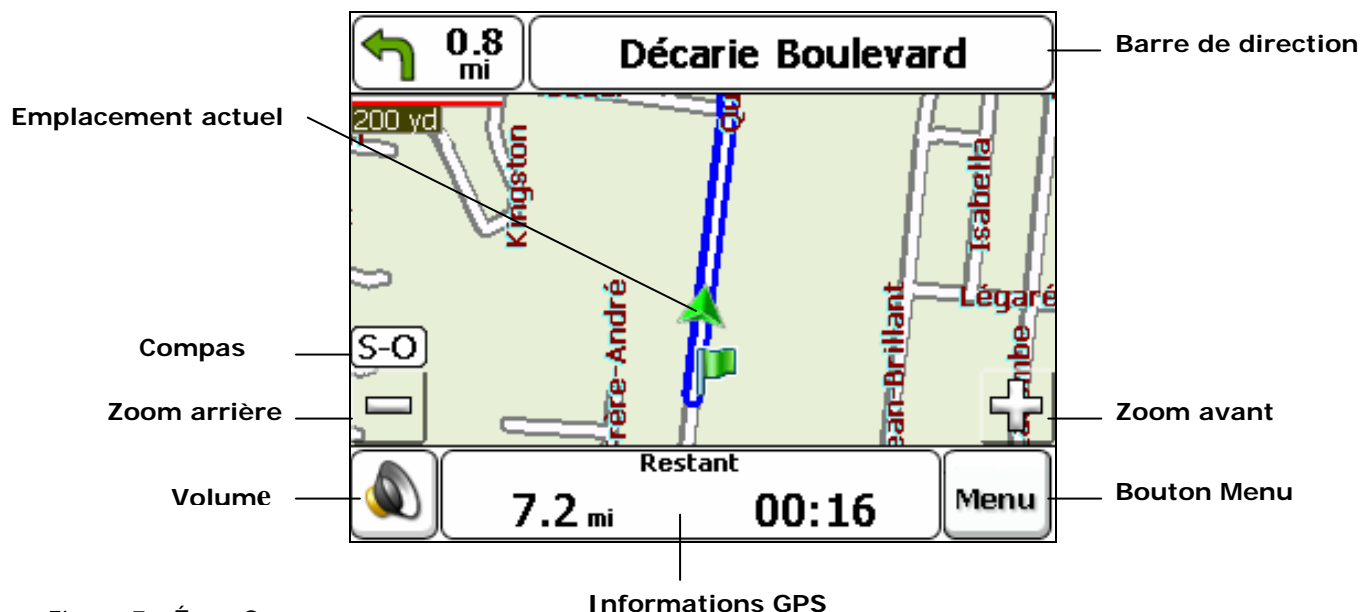 0.8
mi
Décarie Boulevard
Barre de direction
Emplacement actuel
200 yd
Kingston
Isabella
Légaré
Compas
S-O
Zoom arrière
Zoom avant
Volume
Restant
7.2 mi
00:16
Menu
Bouton Menu
Informations GPS